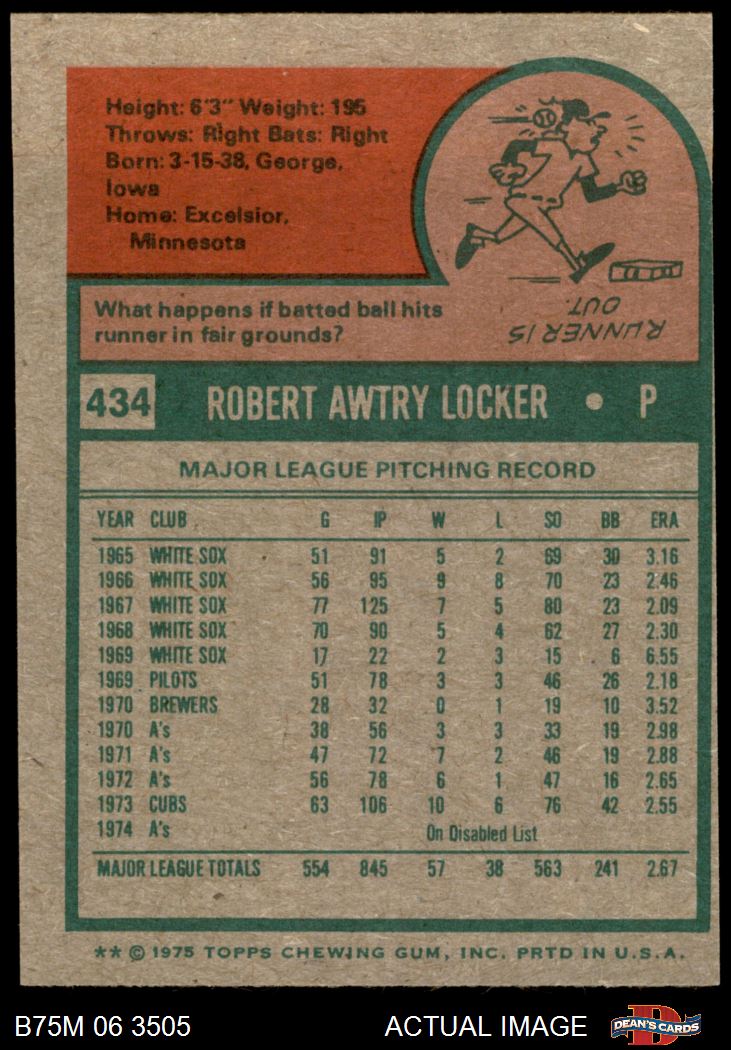 Height: 6'3" Weight: 195
Throws: Right Bats: Right
Born: 3-15-38, George,
Iowa
Home: Excelsior,
Minnesota
What happens if batted ball hits
runner in fair grounds?
RUNNER IS
OUT.
434 ROBERT AWTRY LOCKER • P
MAJOR LEAGUE PITCHING RECORD
YEAR CLUB G IP W L SO BB ERA
1965 WHITE SOX 51 91 5 2 69 30 3.16
1966 WHITE SOX 56 95 9 8 70 23 2.46
1967 WHITE SOX 77 125 7 5 80 23 2.09
1968 WHITE SOX 70 90 5 4 62 27 2.30
1969 WHITE SOX 17 22 2 3 15 6 6.55
1969 PILOTS 51 78 3 3 46 26 2.18
1970 BREWERS 28 32 0 1 19 10 3.52
1970 A's 38 56 3 3 33 19 2.98
1971 A's 47 72 7 2 46 19 2.88
1972 A's 56 78 6 1 47 16 2.65
1973 CUBS 63 106 10 6 76 42 2.55
1974 A's On Disabled List
MAJOR LEAGUE TOTALS 554 845 57 38 563 241 2.67
** © 1975 TOPPS CHEWING GUM, INC. PRTD IN U.S.A.
B75M 06 3505 ACTUAL IMAGE D DEAN'S CARDS